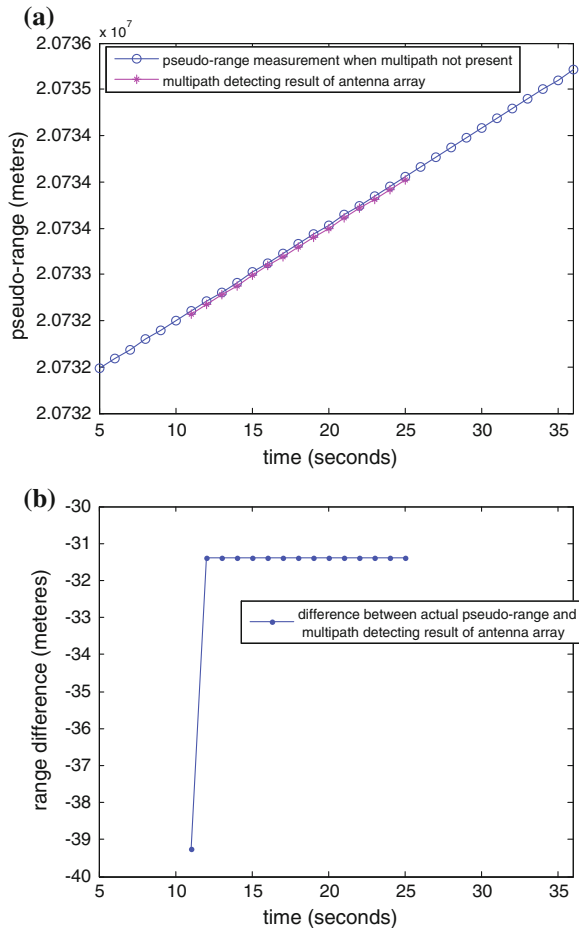 (a)
x 10^7
2.0736
2.0735
2.0734
2.0734
2.0734
2.0733
2.0732
2.0732
2.0732
pseudo-range (meters)
pseudo-range measurement when multipath not present
multipath detecting result of antenna array
5 10 15 20 25 30 35
time (seconds)
(b)
-30
-31
-32
-33
-34
-35
-36
-37
-38
-39
-40
range difference (meteres)
difference between actual pseudo-range and
multipath detecting result of antenna array
5 10 15 20 25 30 35
time (seconds)